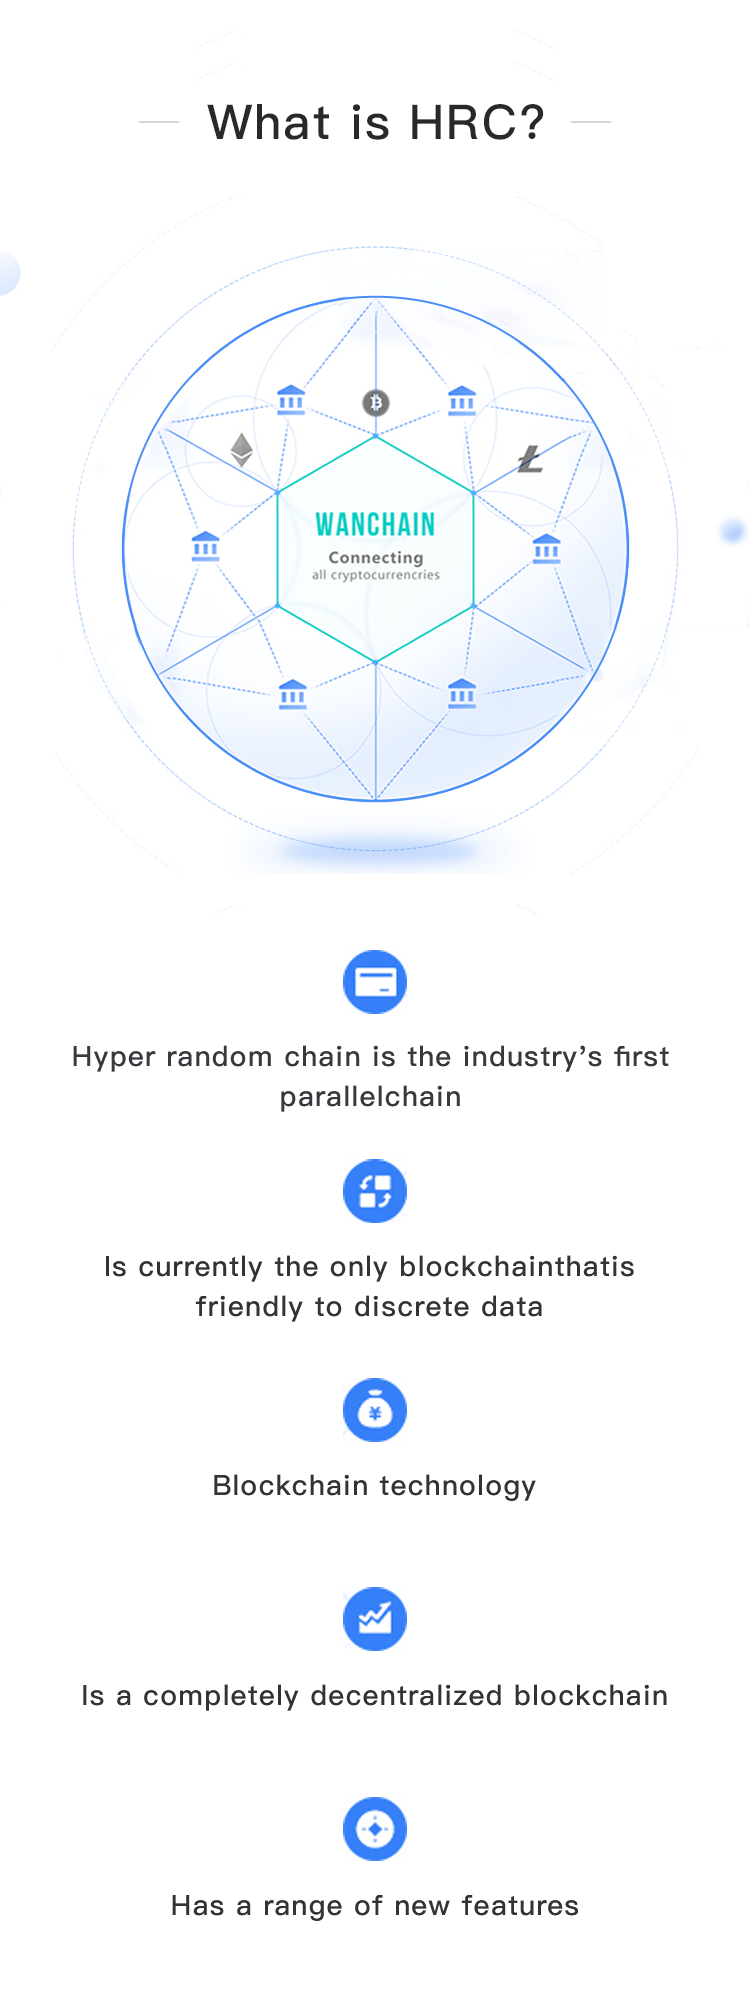 What is HRC?
WANCHAIN
Connecting
all cryptocurrencries
Hyper random chain is the industry’s first
parallelchain
Is currently the only blockchainthatis
friendly to discrete data
Blockchain technology
Is a completely decentralized blockchain
Has a range of new features